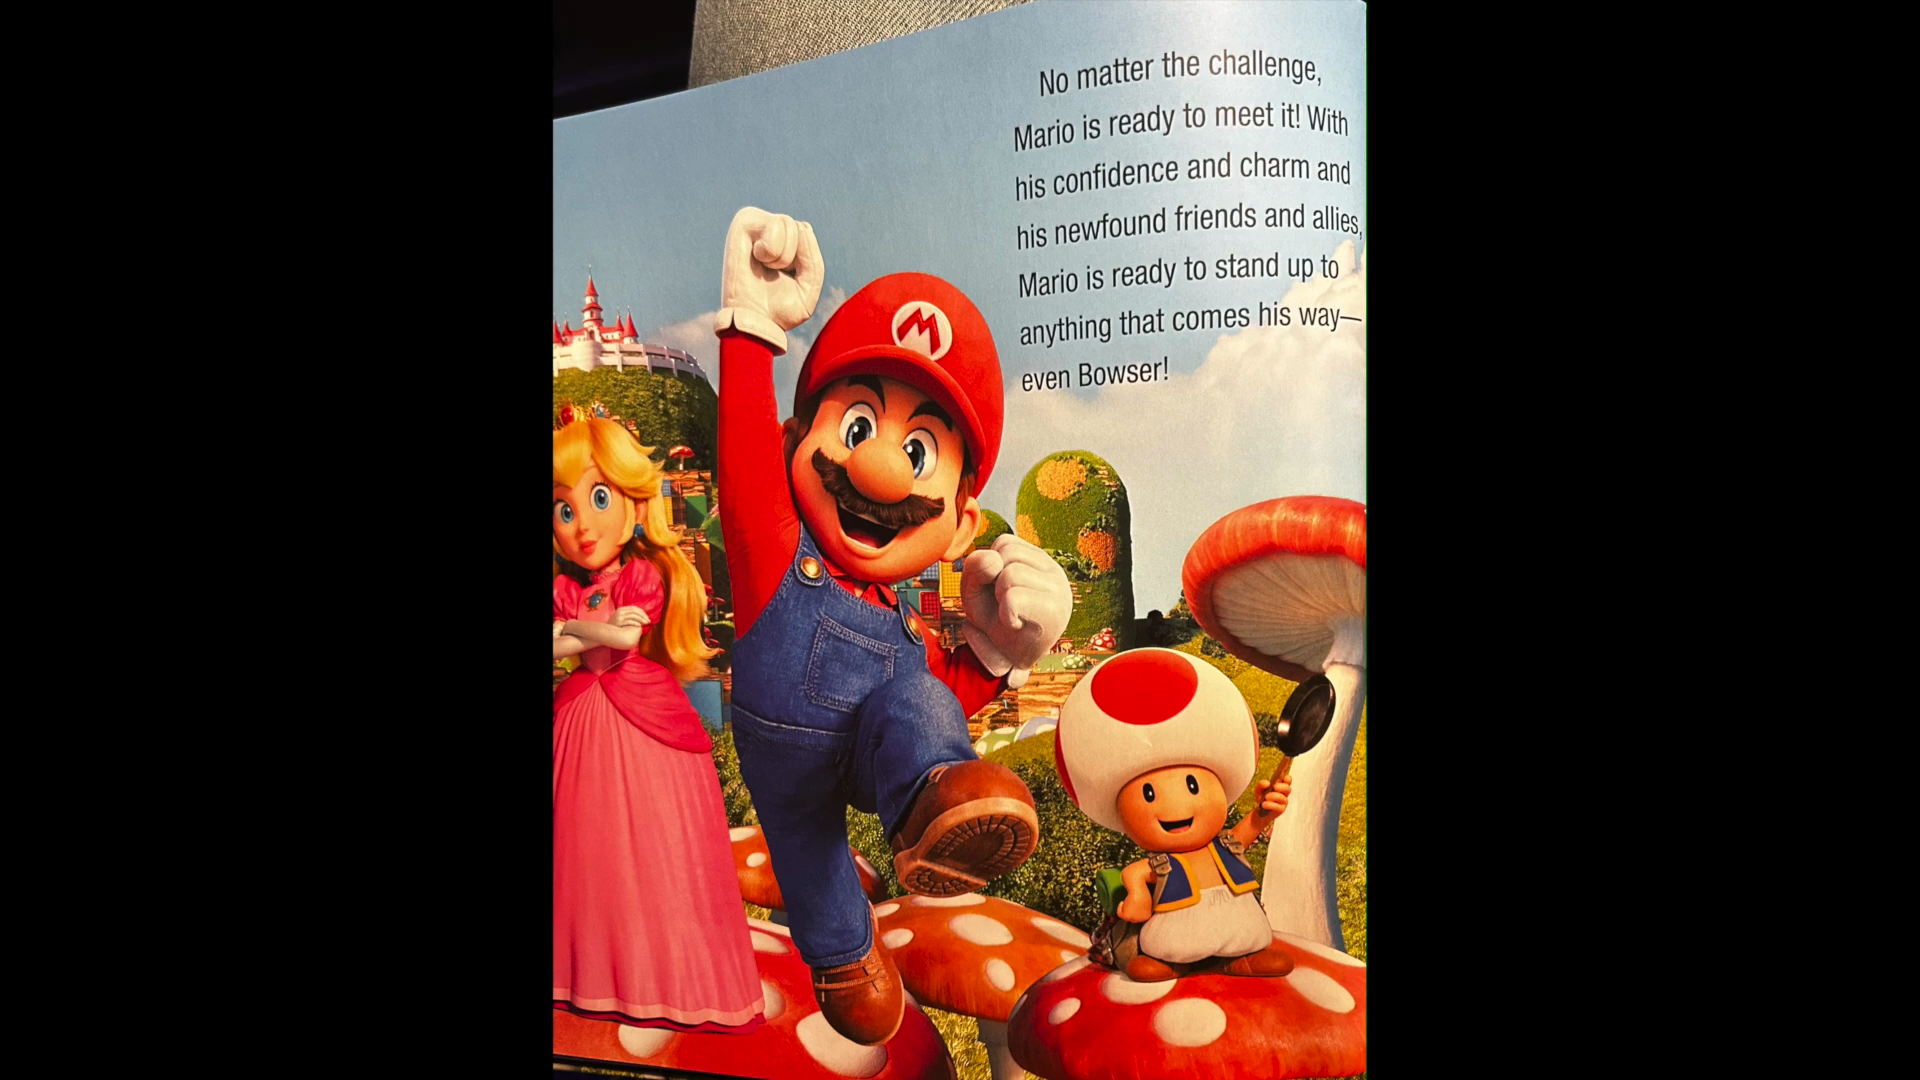 No matter the challenge,
Mario is ready to meet it! With
his confidence and charm and
his newfound friends and allies,
Mario is ready to stand up to
anything that comes his way—
even Bowser!
M